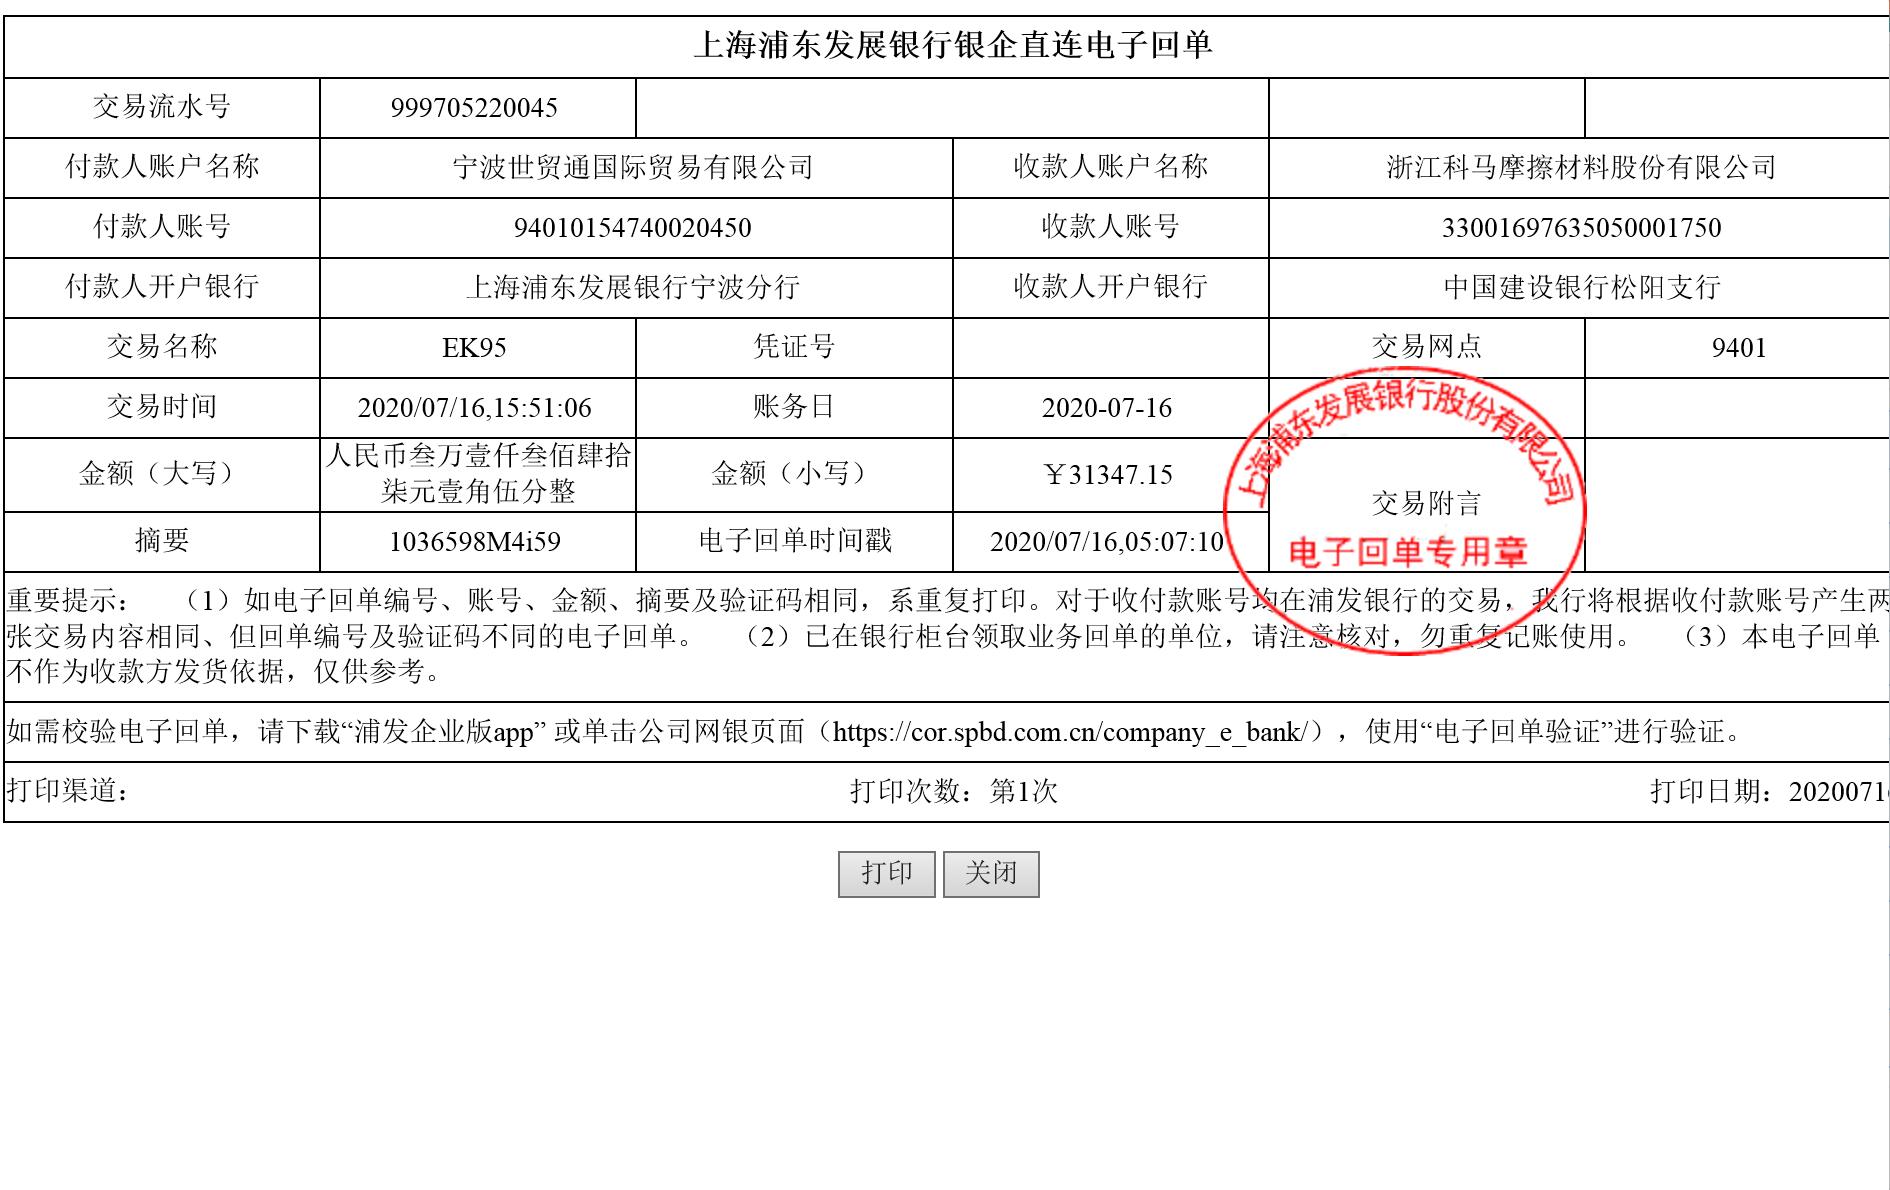 上海浦东发展银行银企直连电子回单
交易流水号 999705220045
付款人账户名称 宁波世贸通国际贸易有限公司 收款人账户名称 浙江科马摩擦材料股份有限公司
付款人账号 94010154740020450 收款人账号 33001697635050001750
付款人开户银行 上海浦东发展银行宁波分行 收款人开户银行 中国建设银行松阳支行
交易名称 EK95 凭证号 交易网点 9401
交易时间 2020/07/16,15:51:06 账务日 2020-07-16
金额（大写） 人民币叁万壹仟叁佰肆拾
柒元壹角伍分整 金额（小写） ￥31347.15
摘要 1036598M4i59 电子回单时间戳 2020/07/16,05:07:10 交易附言
上海浦东发展银行股份有限公司
电子回单专用章
重要提示： （1）如电子回单编号、账号、金额、摘要及验证码相同，系重复打印。对于收付款账号均在浦发银行的交易，我行将根据收付款账号产生两
张交易内容相同、但回单编号及验证码不同的电子回单。 （2）已在银行柜台领取业务回单的单位，请注意核对，勿重复记账使用。 （3）本电子回单
不作为收款方发货依据，仅供参考。
如需校验电子回单，请下载“浦发企业版app” 或单击公司网银页面（https://cor.spbd.com.cn/company_e_bank/），使用“电子回单验证”进行验证。
打印渠道： 打印次数：第1次 打印日期：2020071
打印 关闭